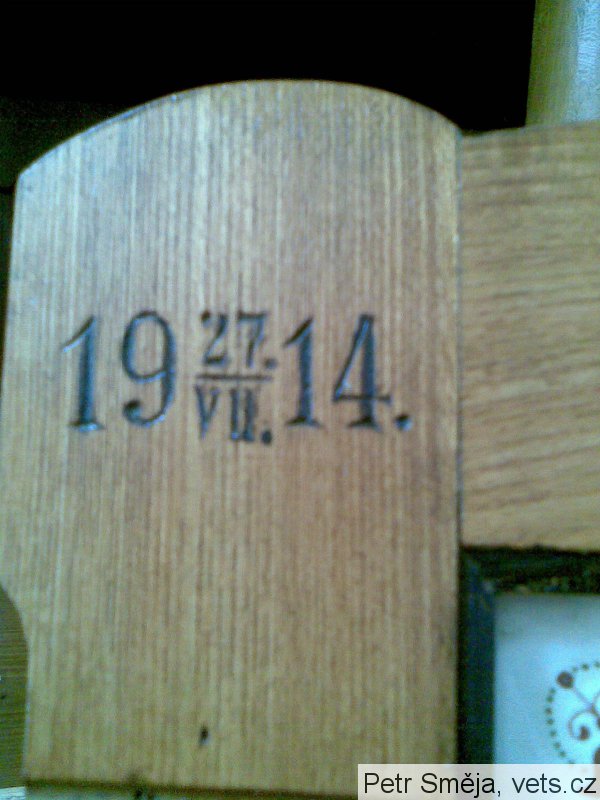 19 27. 14.
VII.
Petr Směja, vets.cz